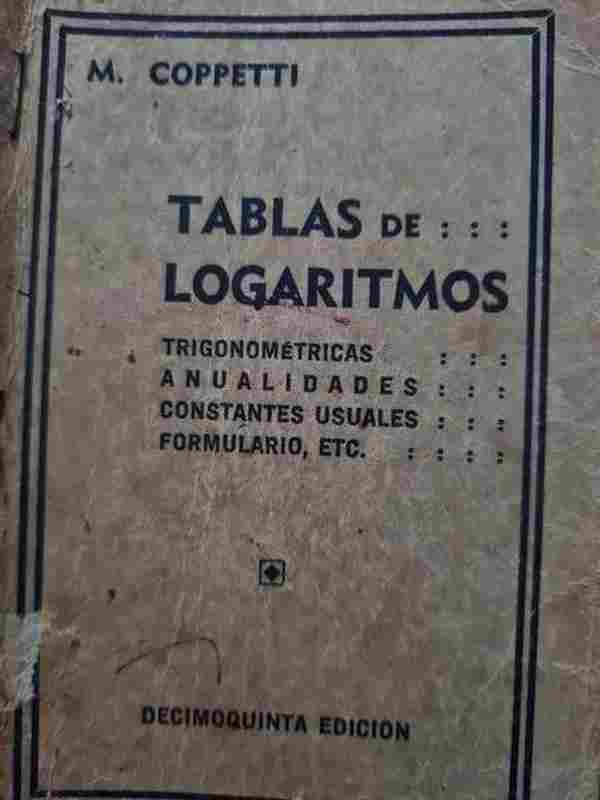 M. COPPETTI
TABLAS DE : : :
LOGARITMOS
TRIGONOMéTRICAS : : :
ANUALIDADES : : :
CONSTANTES USUALES : : :
FORMULARIO, ETC. : : : :
DECIMOQUINTA EDICION